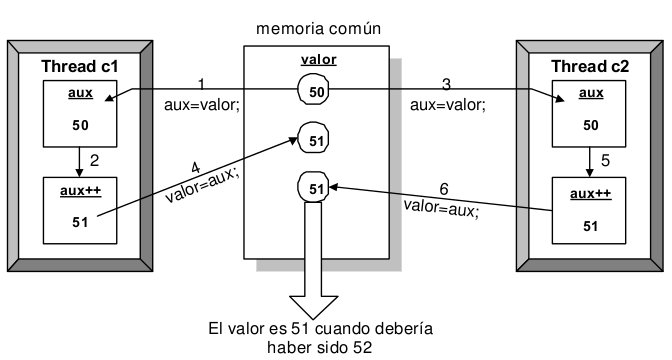 memoria común
Thread c1
valor
Thread c2
aux
50
1
aux=valor;
50
3
aux=valor;
aux
50
2
51
4
valor=aux;
5
aux++
51
51
6
valor=aux;
aux++
51
El valor es 51 cuando debería
haber sido 52